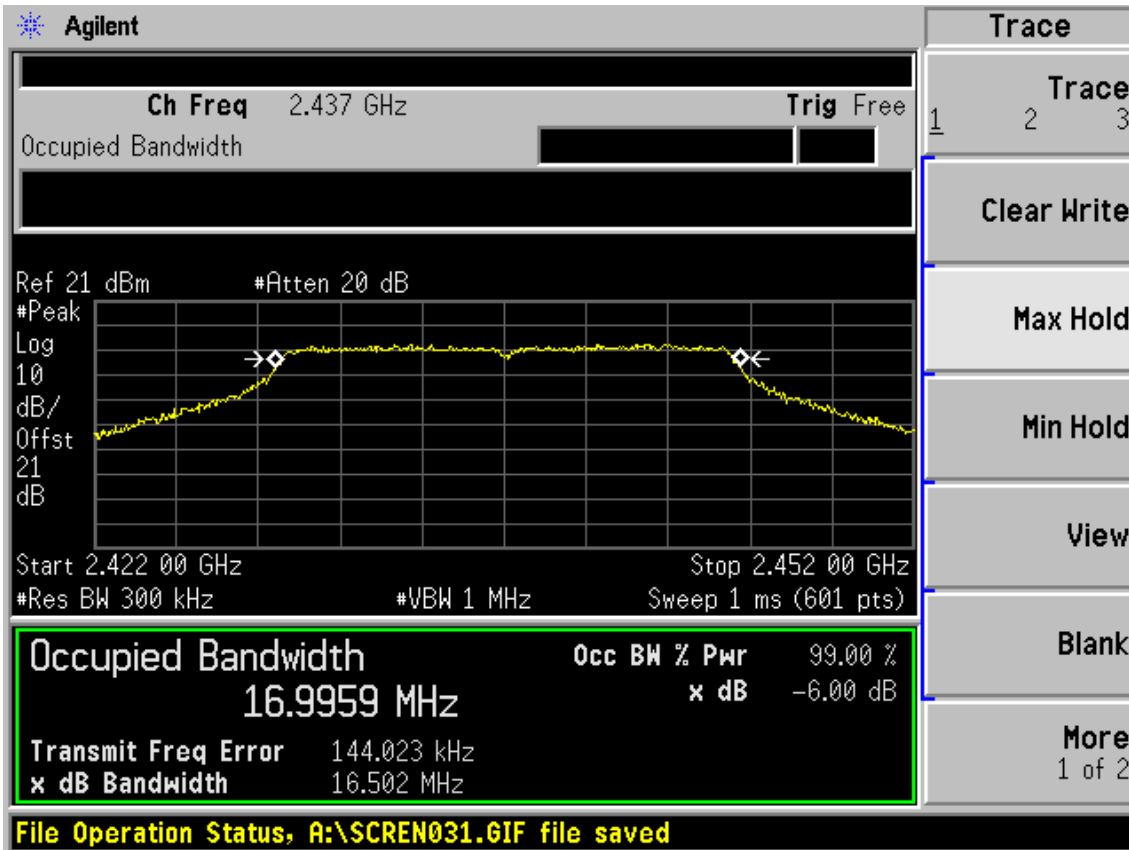 Agilent
Trace
Ch Freq 2.437 GHz Trig Free
Occupied Bandwidth
Trace
1 2 3
Clear Write
Max Hold
Min Hold
View
Blank
More
1 of 2
Ref 21 dBm #Atten 20 dB
#Peak
Log
10
dB/
Offst
21
dB
Start 2.422 00 GHz Stop 2.452 00 GHz
#Res BW 300 kHz #VBW 1 MHz Sweep 1 ms (601 pts)
Occupied Bandwidth
16.9959 MHz
Occ BW % Pwr 99.00 %
x dB -6.00 dB
Transmit Freq Error 144.023 kHz
x dB Bandwidth 16.502 MHz
File Operation Status, A:\SCREN031.GIF file saved